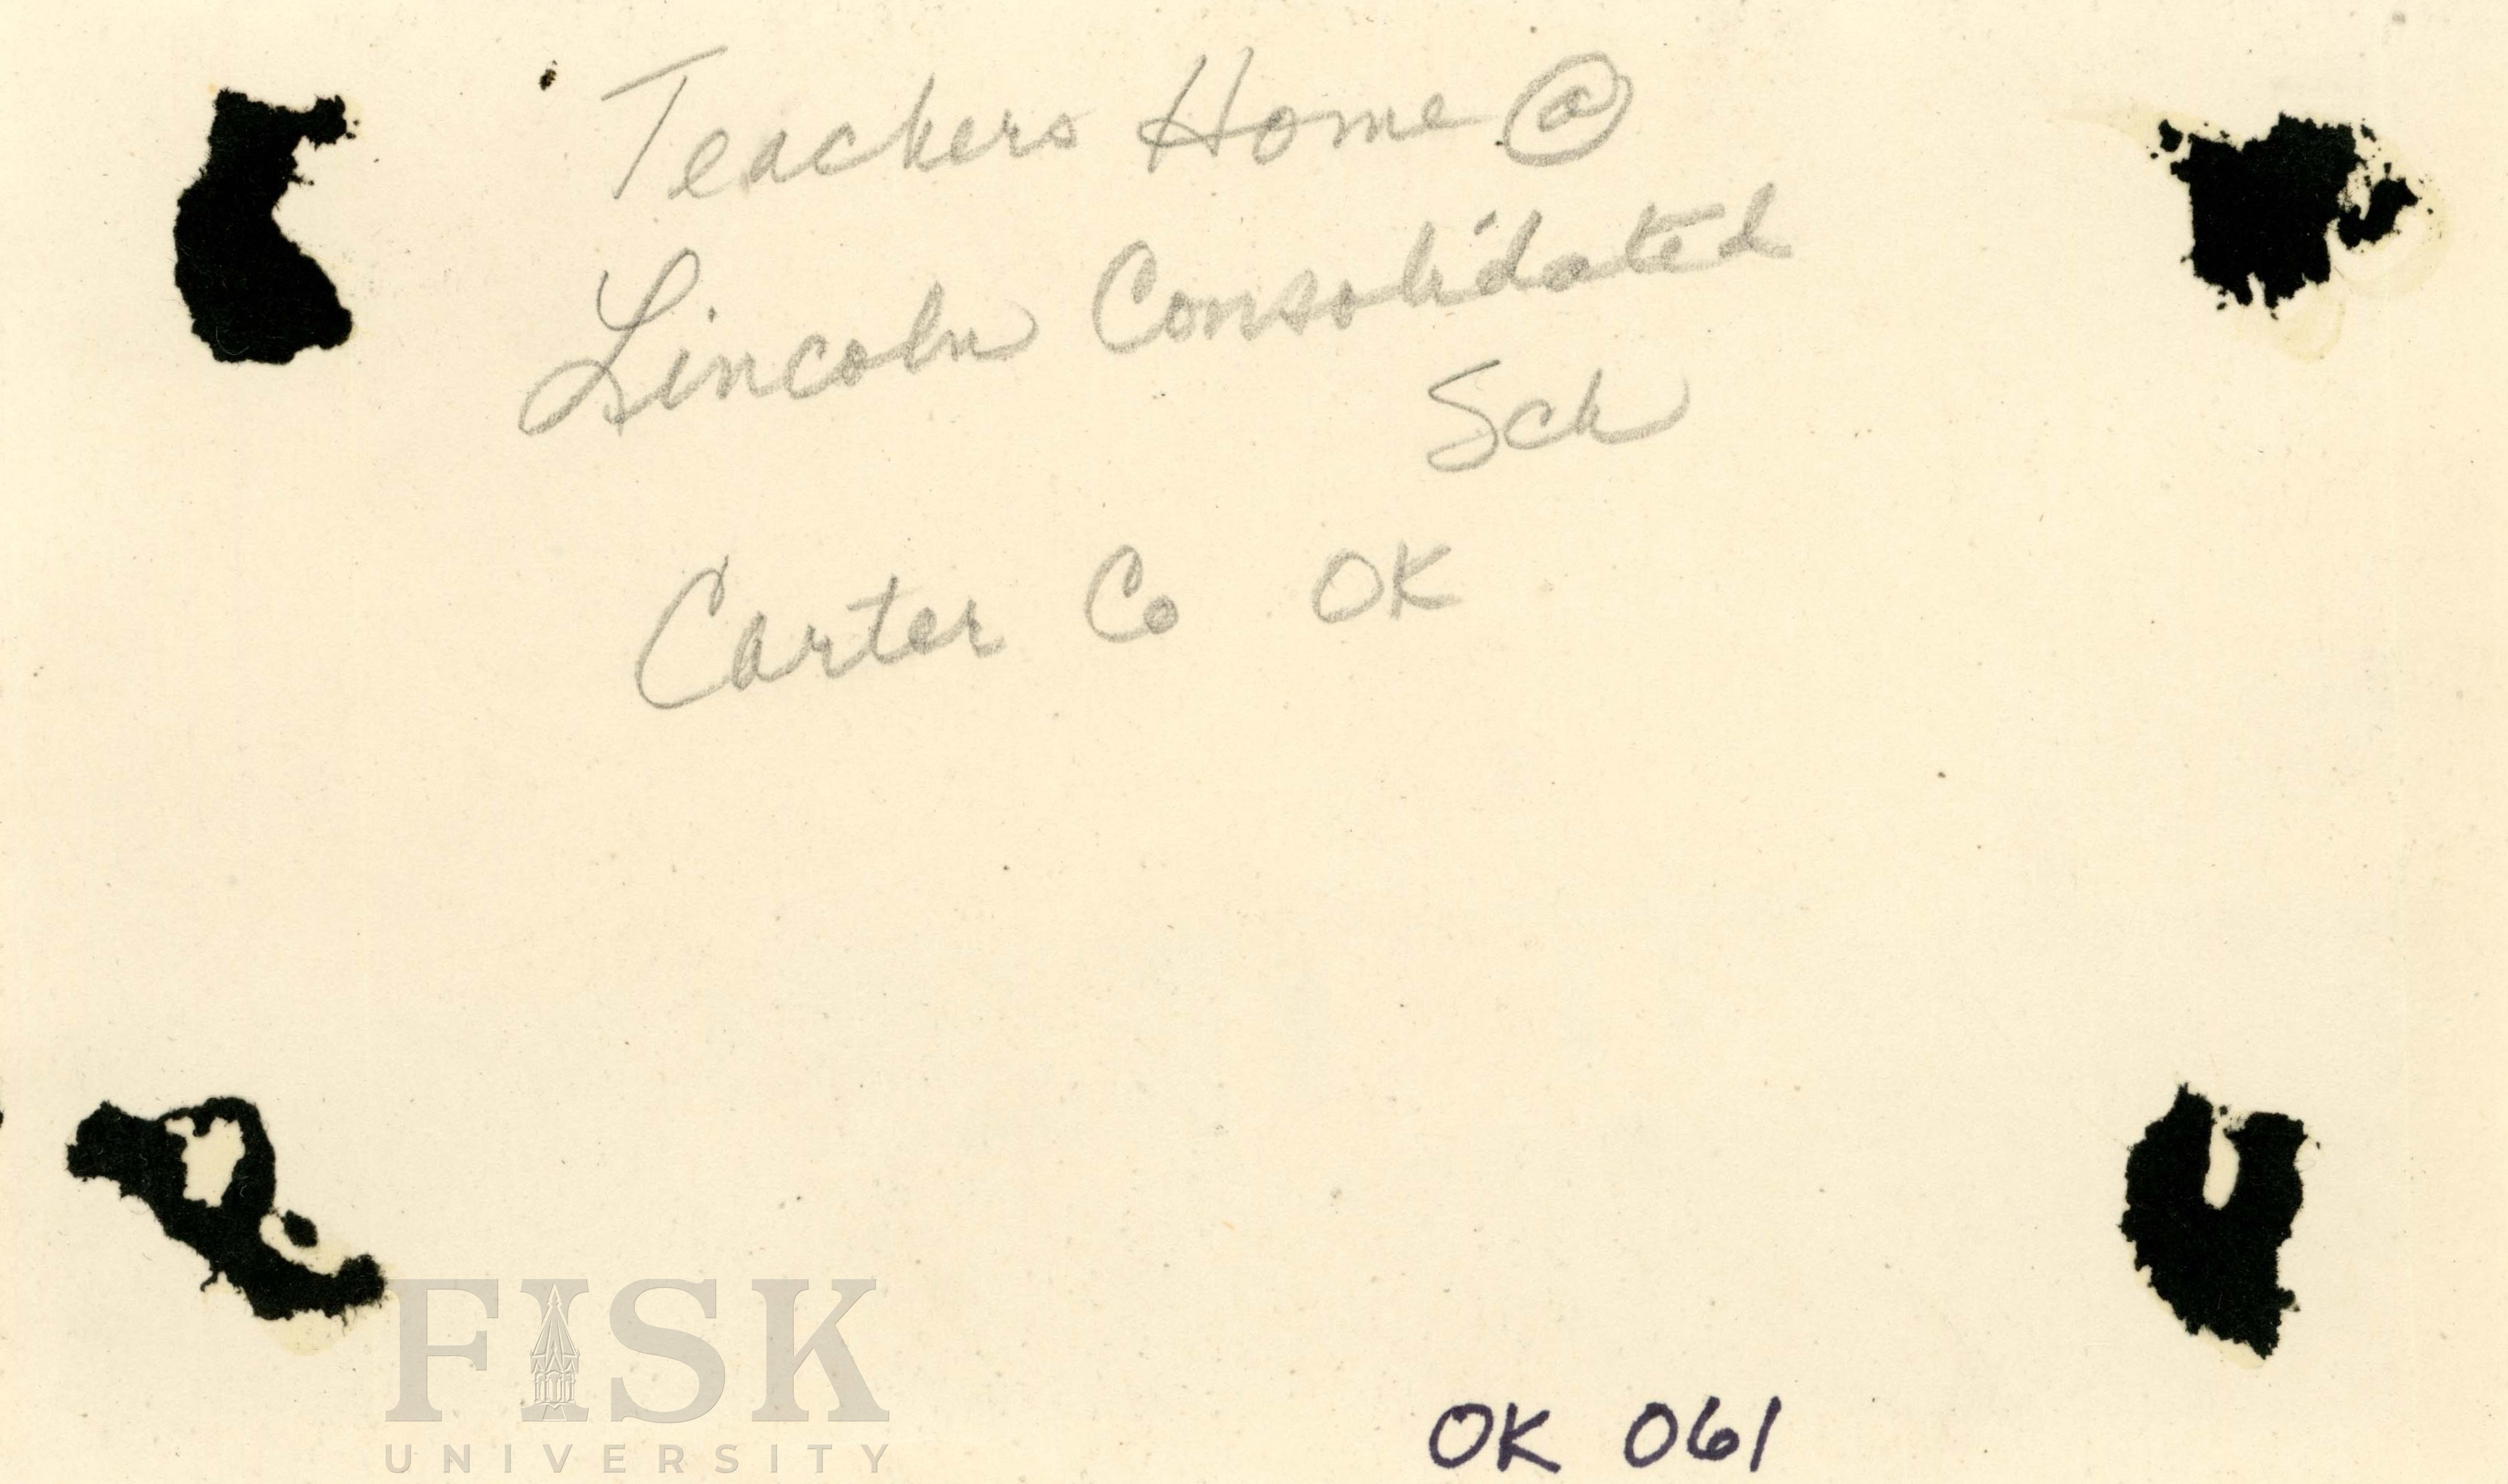 Teachers Home @
Lincoln Consolidated
Sch
Carter Co OK
FISK
UNIVERSITY
OK 061